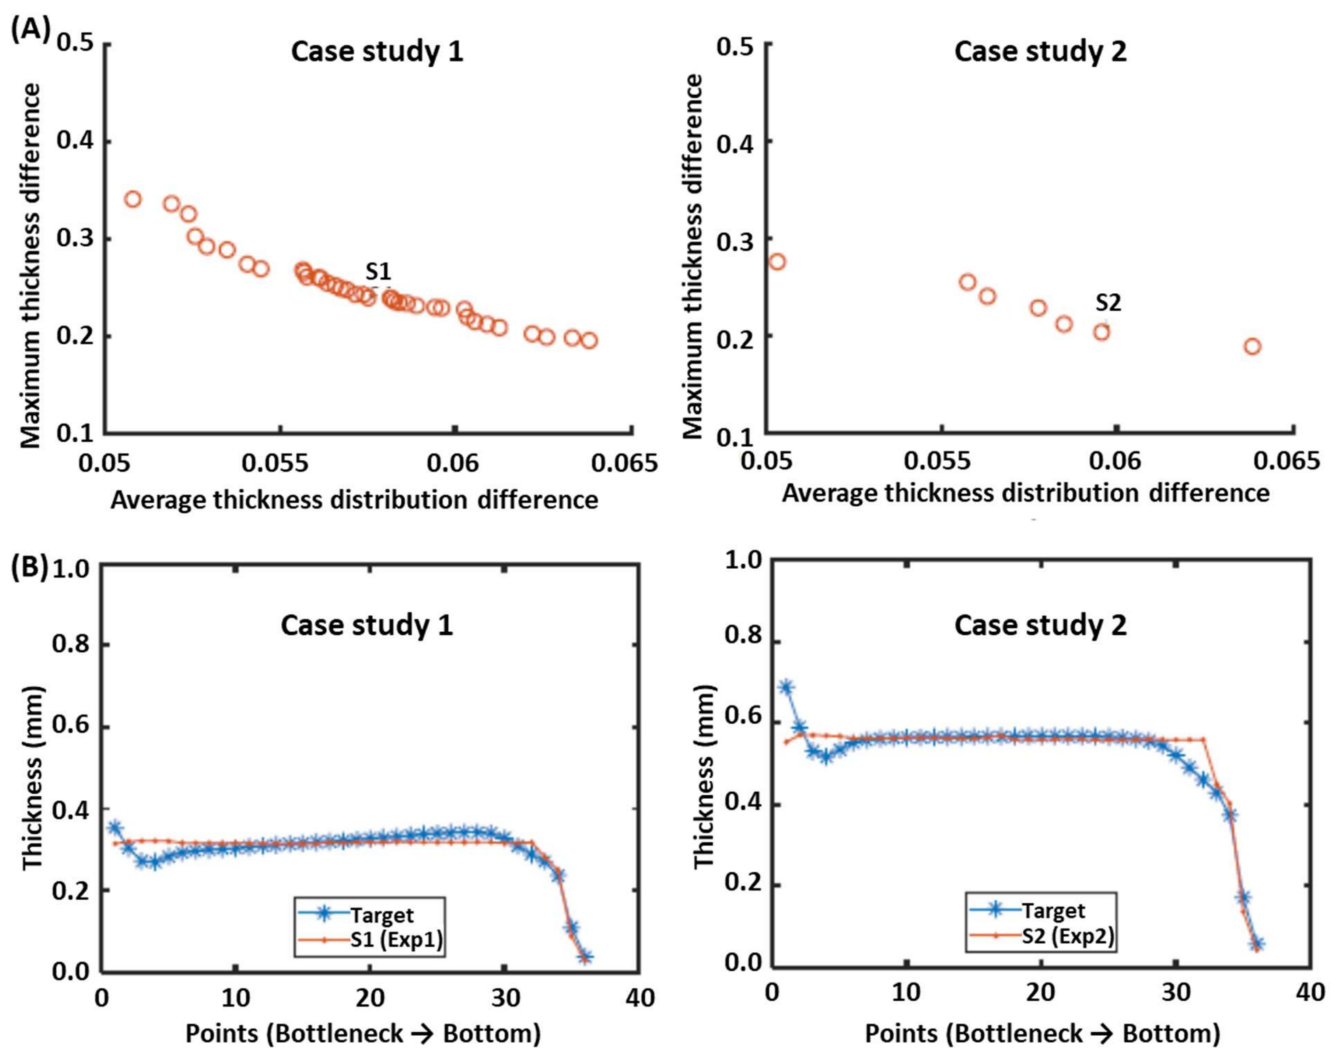 (A)
Case study 1
Maximum thickness difference
0.5
0.4
0.3
0.2
0.1
S1
0.05 0.055 0.06 0.065
Average thickness distribution difference
Case study 2
Maximum thickness difference
0.5
0.4
0.3
0.2
0.1
S2
0.05 0.055 0.06 0.065
Average thickness distribution difference
(B)
Case study 1
Thickness (mm)
1.0
0.8
0.6
0.4
0.2
0.0
Target
S1 (Exp1)
0 10 20 30 40
Points (Bottleneck → Bottom)
Case study 2
Thickness (mm)
1.0
0.8
0.6
0.4
0.2
0.0
Target
S2 (Exp2)
0 10 20 30 40
Points (Bottleneck → Bottom)